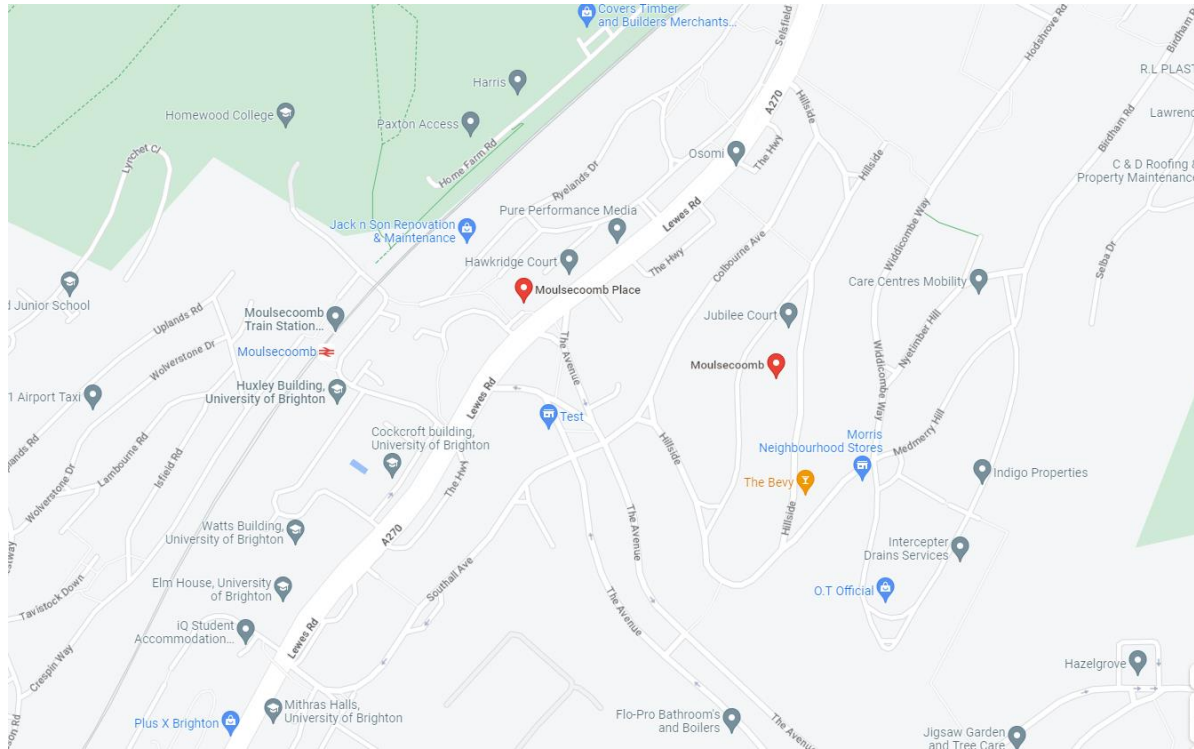 Covers Timber
and Builders Merchants...
Selsfield
Hodshrove Rd
Birdham Rd
R.L PLAST
Harris
Homewood College
Paxton Access
A270
Hillside
Lawrenc
Lynchet Cl
Home Farm Rd
Osomi
The Hwy
Hillside
C & D Roofing &
Property Maintenance
Birdham Rd
Ryelands Dr
Pure Performance Media
Lewes Rd
Jack n Son Renovation
& Maintenance
Widdicombe Way
Selba Dr
Hawkridge Court
The Hwy
Colbourne Ave
Care Centres Mobility
Moulsecoomb Place
d Junior School
Uplands Rd
Moulsecoomb
Train Station...
Jubilee Court
Nyetimber Hill
Wolverstone Dr
Moulsecoomb
The Avenue
Moulsecoomb
Widdicombe Way
1 Airport Taxi
Huxley Building,
University of Brighton
Lewes Rd
Test
Cockcroft building,
University of Brighton
Morris
Neighbourhood Stores
Medmerry Hill
plands Rd
Lambourne Rd
Isfield Rd
Wolverstone Dr
The Hwy
Hillside
The Bevy
Indigo Properties
Hillside
Watts Building,
University of Brighton
A270
The Avenue
Intercepter
Drains Services
Elm House, University
of Brighton
Southall Ave
The Avenue
O.T Official
Tavistock Down
iQ Student
Accommodation...
Lewes Rd
Crespin Way
Hazelgrove
Mithras Halls,
University of Brighton
Plus X Brighton
son Rd
Flo-Pro Bathroom's
and Boilers
The Avenue
Jigsaw Garden
and Tree Care